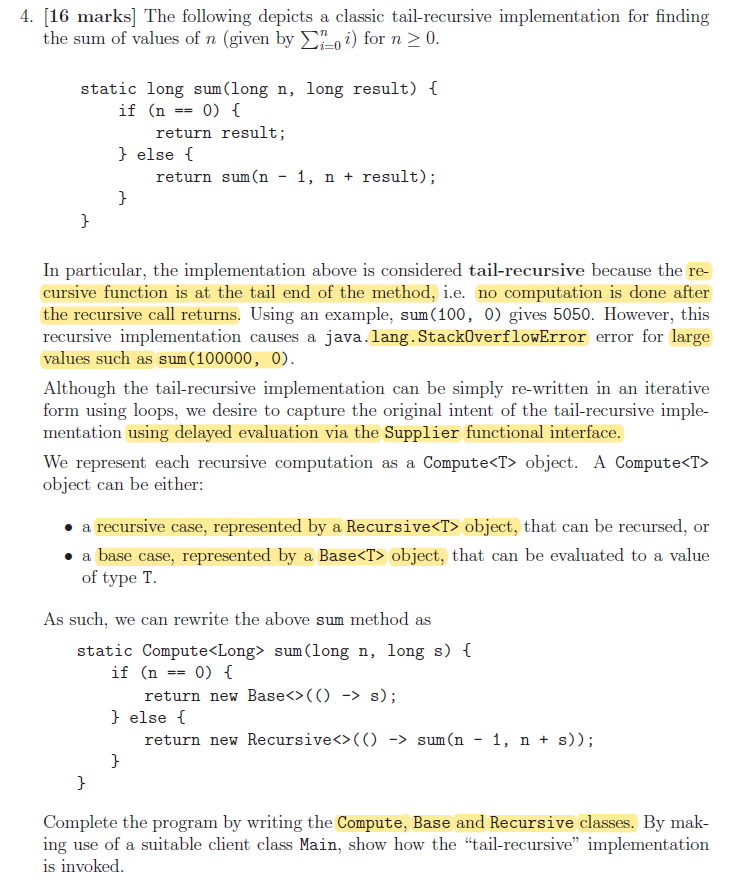 4. [16 marks] The following depicts a classic tail-recursive implementation for finding
the sum of values of n (given by ∑ⁿᵢ₌₀ i) for n ≥ 0.
static long sum(long n, long result) {
if (n == 0) {
return result;
} else {
return sum(n - 1, n + result);
}
}
In particular, the implementation above is considered tail-recursive because the re-
cursive function is at the tail end of the method, i.e. no computation is done after
the recursive call returns. Using an example, sum(100, 0) gives 5050. However, this
recursive implementation causes a java.lang.StackOverflowError error for large
values such as sum(100000, 0).
Although the tail-recursive implementation can be simply re-written in an iterative
form using loops, we desire to capture the original intent of the tail-recursive imple-
mentation using delayed evaluation via the Supplier functional interface.
We represent each recursive computation as a Compute<T> object. A Compute<T>
object can be either:
• a recursive case, represented by a Recursive<T> object, that can be recursed, or
• a base case, represented by a Base<T> object, that can be evaluated to a value
of type T.
As such, we can rewrite the above sum method as
static Compute<Long> sum(long n, long s) {
if (n == 0) {
return new Base<>(() -> s);
} else {
return new Recursive<>(() -> sum(n - 1, n + s));
}
}
Complete the program by writing the Compute, Base and Recursive classes. By mak-
ing use of a suitable client class Main, show how the “tail-recursive” implementation
is invoked.